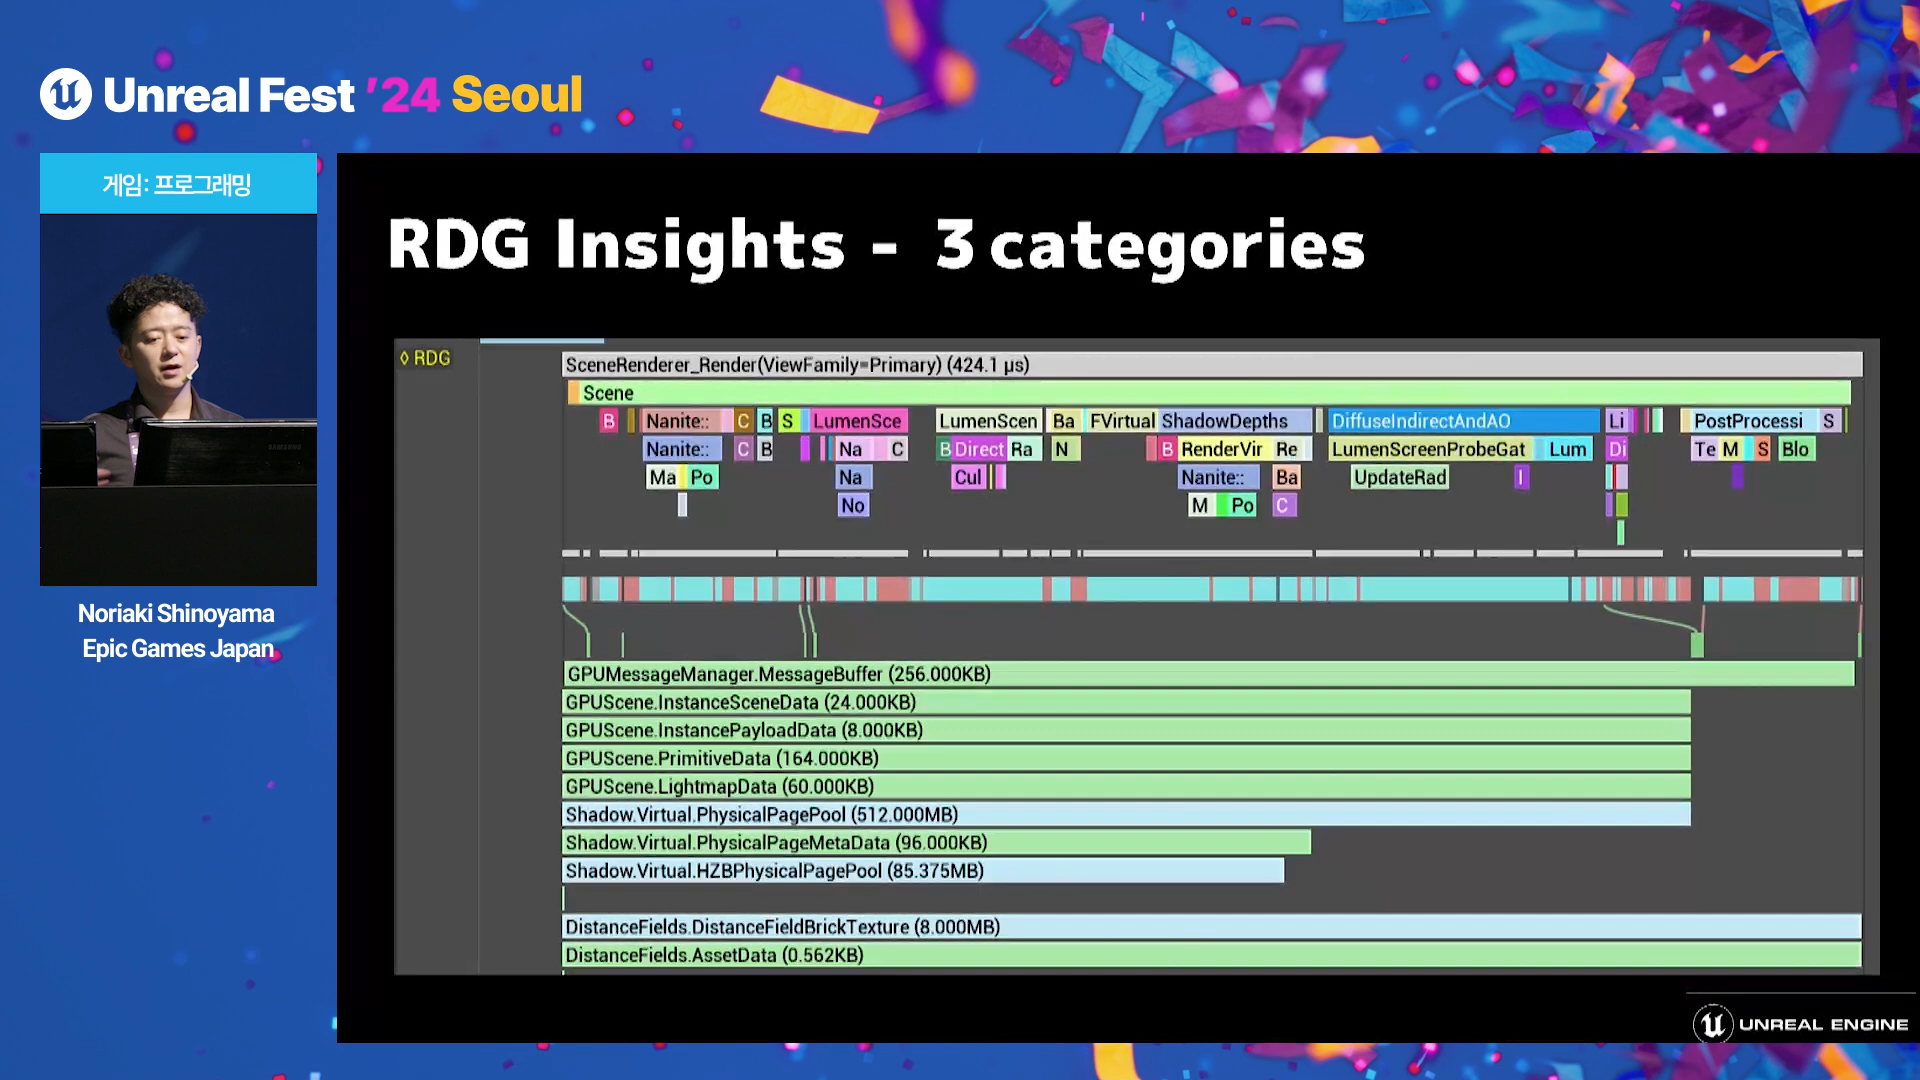 Unreal Fest '24 Seoul
게임: 프로그래밍
Noriaki Shinoyama
Epic Games Japan
RDG Insights - 3 categories
RDG
SceneRenderer_Render(ViewFamily=Primary) (424.1 µs)
Scene
B Nanite:: C B S LumenSce LumenScen Ba FVirtual ShadowDepths DiffuseIndirectAndAO Li PostProcessi S
Nanite:: C B Na C B Direct Ra N B RenderVir Re LumenScreenProbeGat Lum Di Te M S Blo
Ma Po Na Cul Nanite:: Ba UpdateRad I
No M Po C
GPUMessageManager.MessageBuffer (256.000KB)
GPUScene.InstanceSceneData (24.000KB)
GPUScene.InstancePayloadData (8.000KB)
GPUScene.PrimitiveData (164.000KB)
GPUScene.LightmapData (60.000KB)
Shadow.Virtual.PhysicalPagePool (512.000MB)
Shadow.Virtual.PhysicalPageMetaData (96.000KB)
Shadow.Virtual.HZBPhysicalPagePool (85.375MB)
DistanceFields.DistanceFieldBrickTexture (8.000MB)
DistanceFields.AssetData (0.562KB)
UNREAL ENGINE